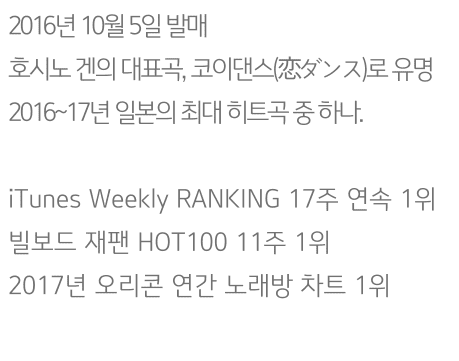 2016년 10월 5일 발매
호시노 겐의 대표곡, 코이댄스(恋ダンス)로 유명
2016~17년 일본의 최대 히트곡 중 하나.
iTunes Weekly RANKING 17주 연속 1위
빌보드 재팬 HOT100 11주 1위
2017년 오리콘 연간 노래방 차트 1위